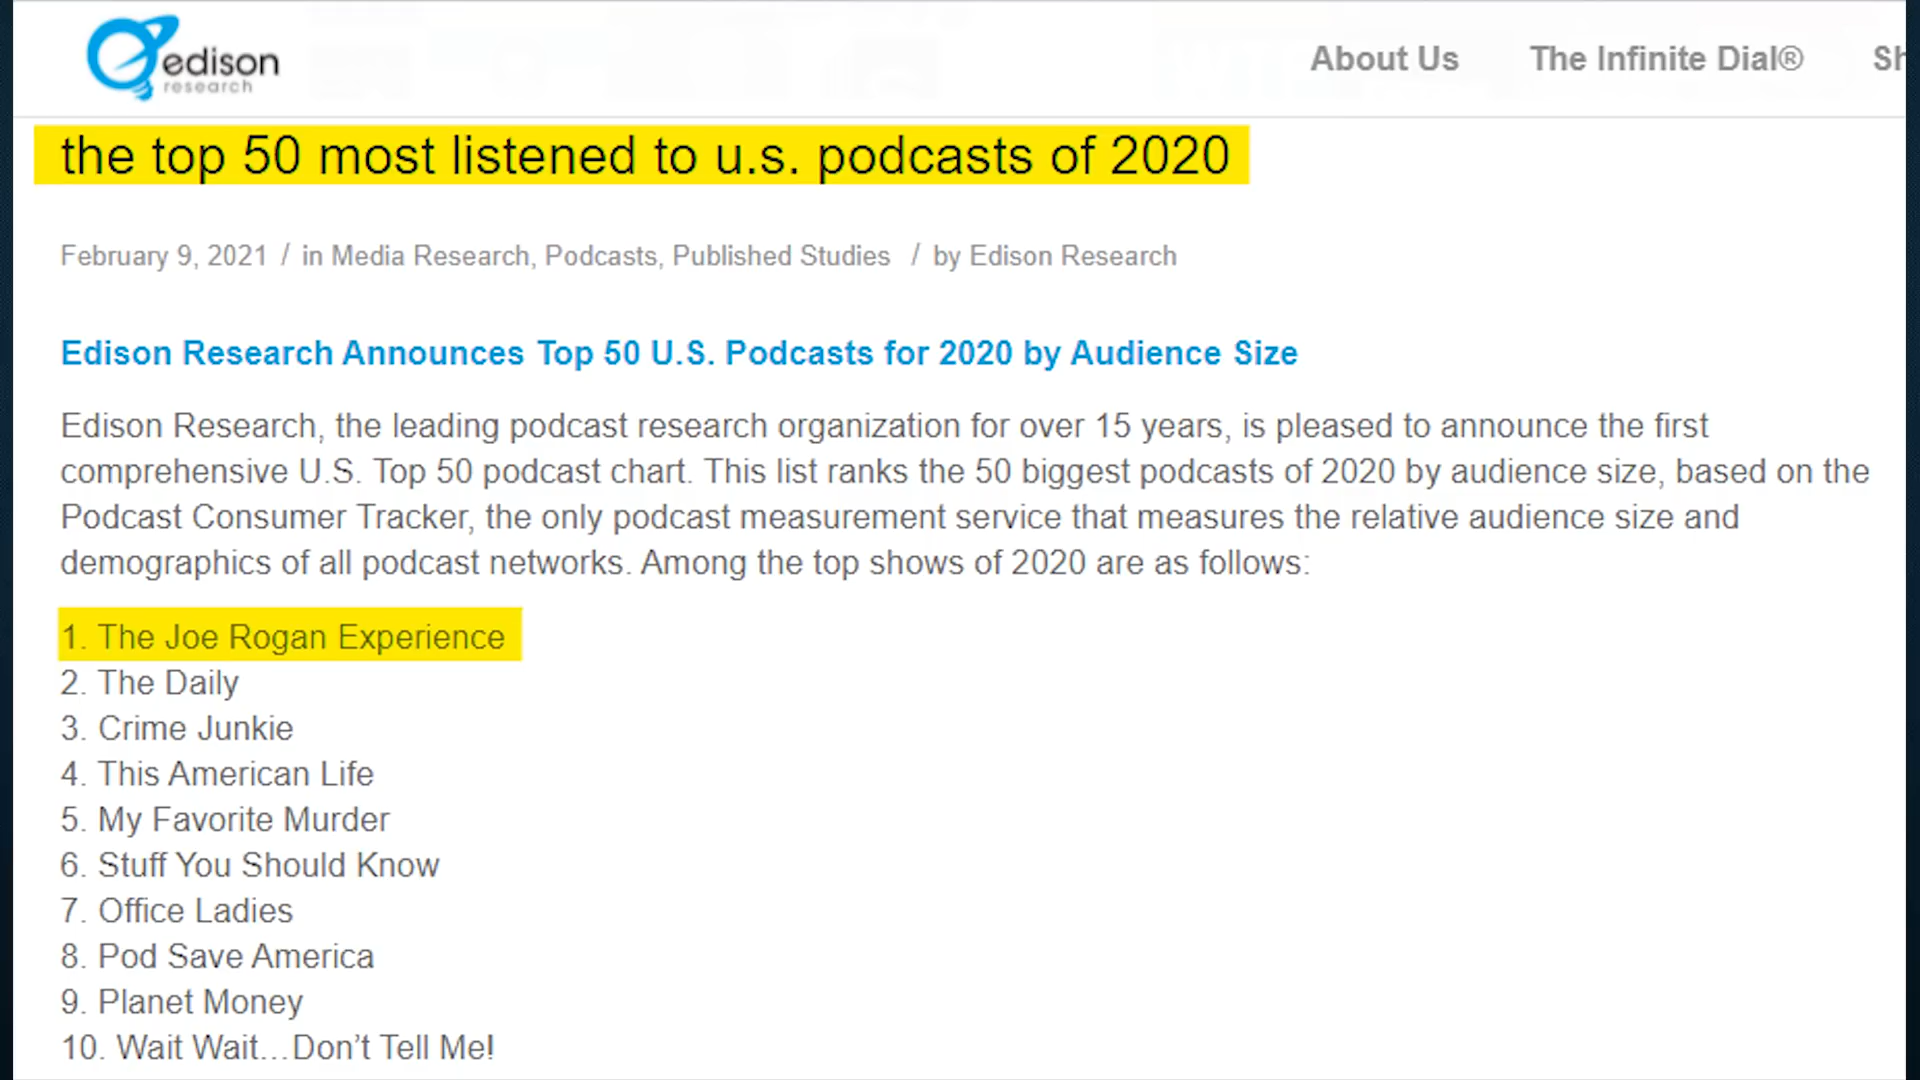 edison
research
About Us The Infinite Dial® Sh
the top 50 most listened to u.s. podcasts of 2020
February 9, 2021 / in Media Research, Podcasts, Published Studies / by Edison Research
Edison Research Announces Top 50 U.S. Podcasts for 2020 by Audience Size
Edison Research, the leading podcast research organization for over 15 years, is pleased to announce the first
comprehensive U.S. Top 50 podcast chart. This list ranks the 50 biggest podcasts of 2020 by audience size, based on the
Podcast Consumer Tracker, the only podcast measurement service that measures the relative audience size and
demographics of all podcast networks. Among the top shows of 2020 are as follows:
1. The Joe Rogan Experience
2. The Daily
3. Crime Junkie
4. This American Life
5. My Favorite Murder
6. Stuff You Should Know
7. Office Ladies
8. Pod Save America
9. Planet Money
10. Wait Wait…Don’t Tell Me!